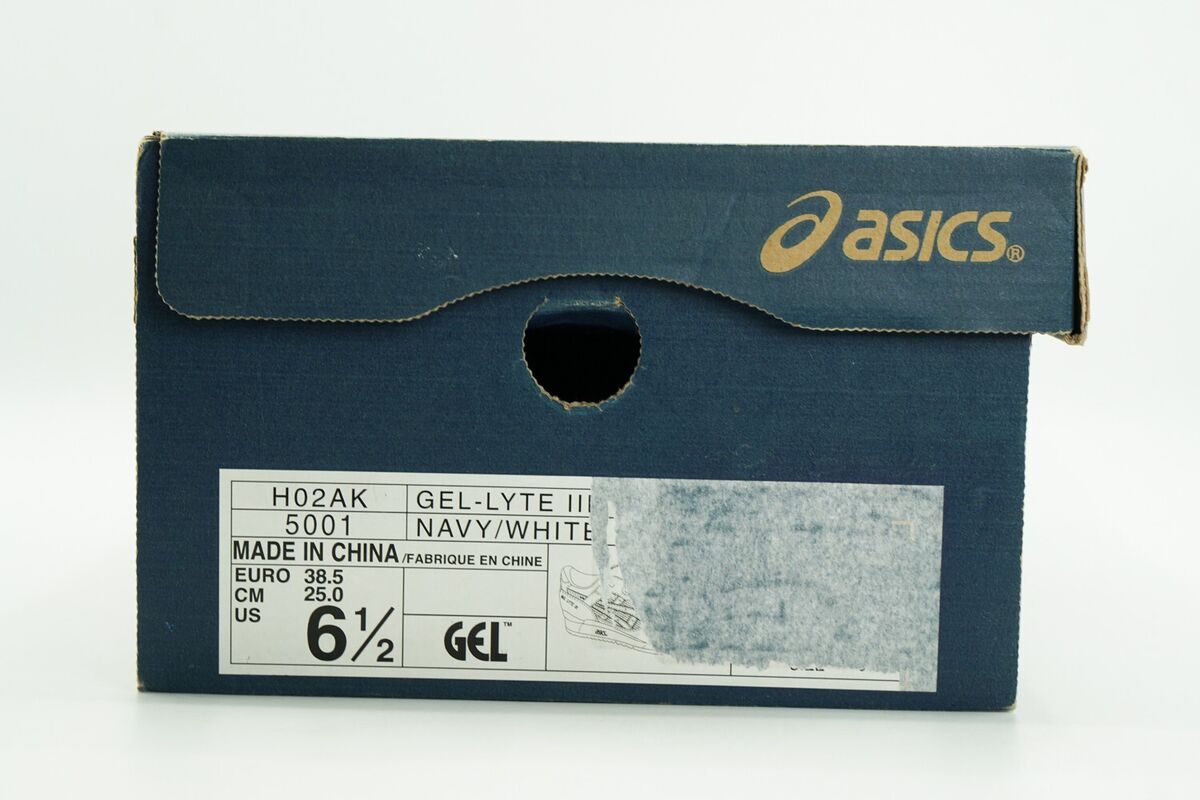 asics®
H02AK GEL-LYTE III
5001 NAVY/WHITE
MADE IN CHINA /FABRIQUE EN CHINE
EURO 38.5
CM 25.0
US 6½
GEL™